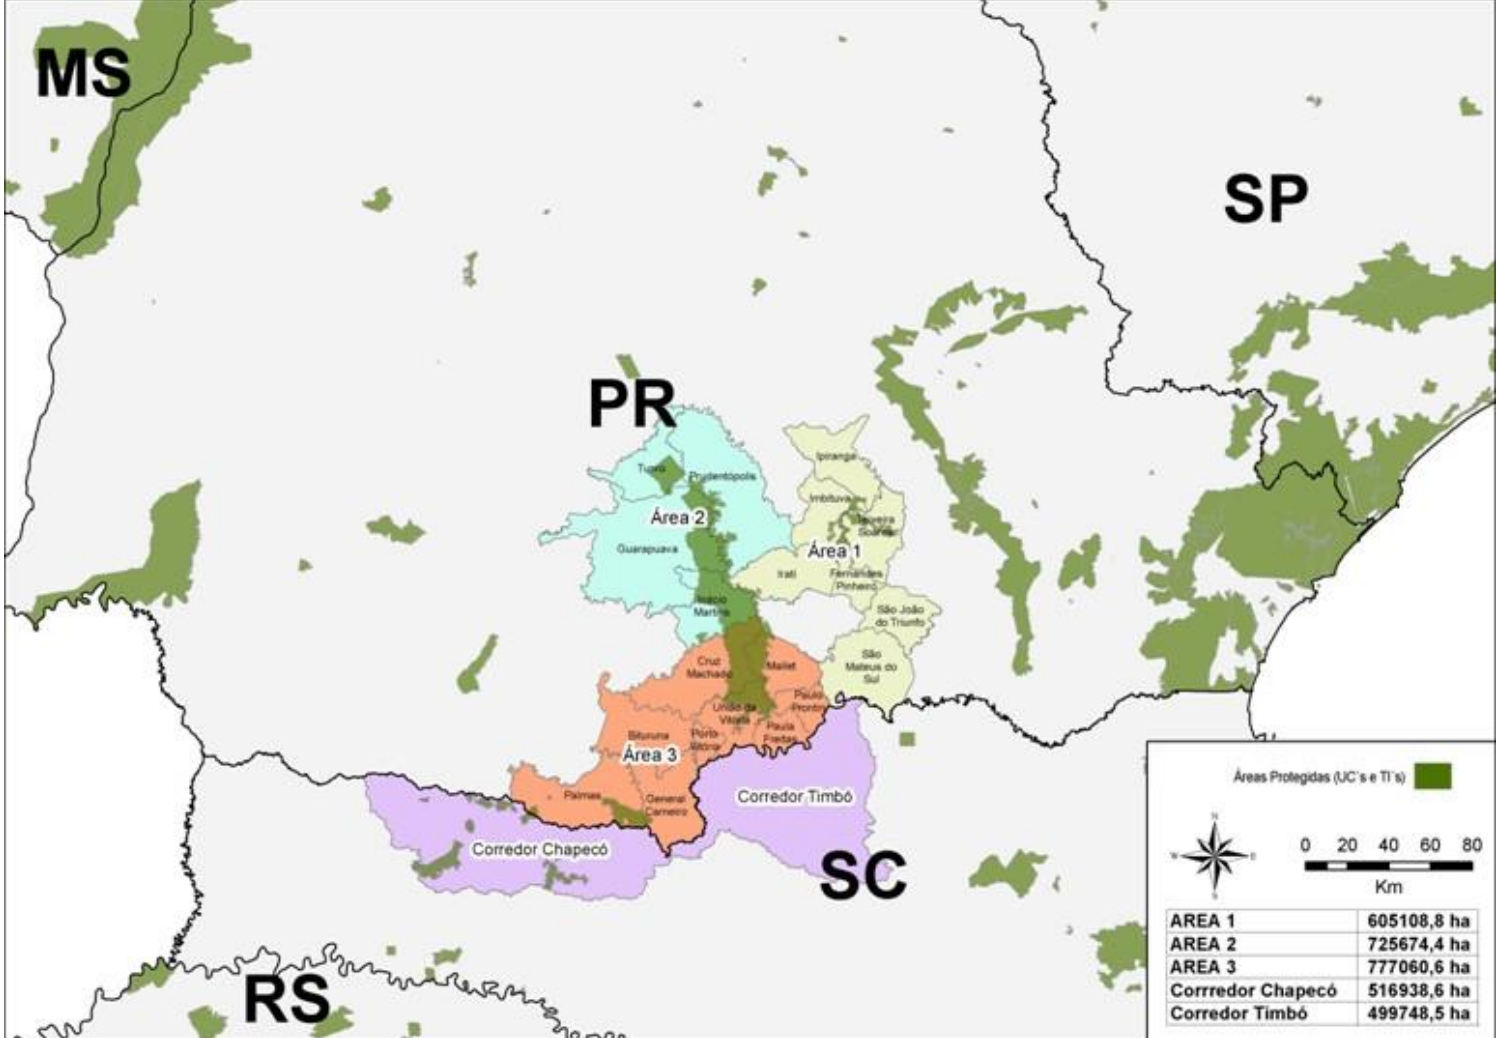 MS
SP
PR
Ipiranga
Turvo
Prudentópolis
Imbituva
Área 2
Teixeira
Soares
Guarapuava
Área 1
Irati
Fernandes
Pinheiro
Inácio
Martins
São João
do Triunfo
São
Mateus do
Sul
Cruz
Machado
Mallet
Paulo
Frontin
União da
Vitória
Bituruna
Porto
Vitória
Paula
Freitas
Área 3
Palmas
General
Carneiro
Corredor Timbó
Corredor Chapecó
SC
RS
Áreas Protegidas (UC´s e TI´s)
N
W
E
S
0 20 40 60 80
Km
AREA 1 605108,8 ha
AREA 2 725674,4 ha
AREA 3 777060,6 ha
Corrredor Chapecó 516938,6 ha
Corredor Timbó 499748,5 ha